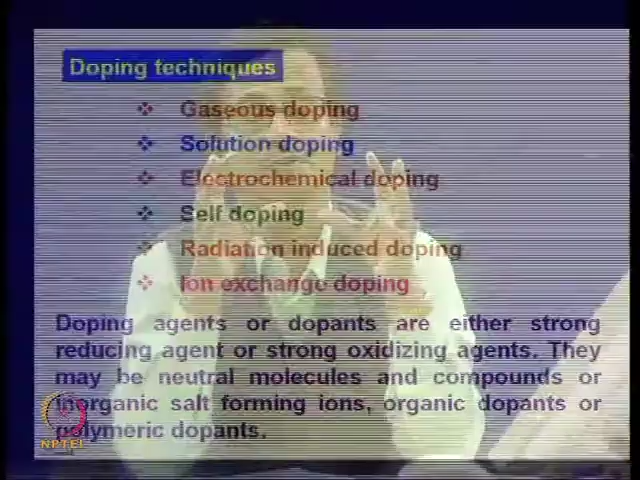 Doping techniques
Gaseous doping
Solution doping
Electrochemical doping
Self doping
Radiation induced doping
Ion exchange doping
Doping agents or dopants are either strong
reducing agent or strong oxidizing agents. They
may be neutral molecules and compounds or
inorganic salt forming ions, organic dopants or
polymeric dopants.
NPTEL